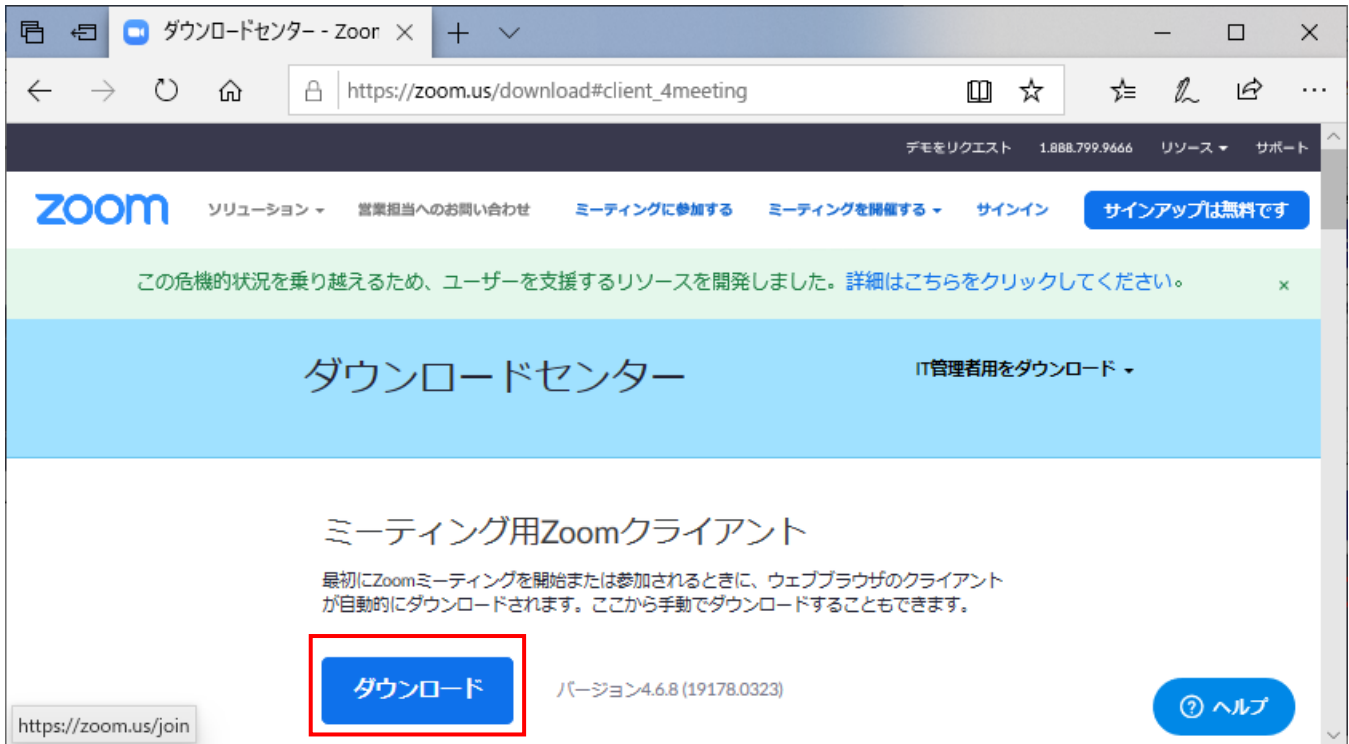 ダウンロードセンター - Zoor
https://zoom.us/download#client_4meeting
デモをリクエスト 1.888.799.9666 リソース サポート
zoom ソリューション 営業担当へのお問い合わせ ミーティングに参加する ミーティングを開催する サインイン サインアップは無料です
この危機的状況を乗り越えるため、ユーザーを支援するリソースを開発しました。詳細はこちらをクリックしてください。 ×
ダウンロードセンター IT管理者用をダウンロード
ミーティング用Zoomクライアント
最初にZoomミーティングを開始または参加されるときに、ウェブブラウザのクライアント
が自動的にダウンロードされます。ここから手動でダウンロードすることもできます。
ダウンロード バージョン4.6.8 (19178.0323)
? ヘルプ
https://zoom.us/join